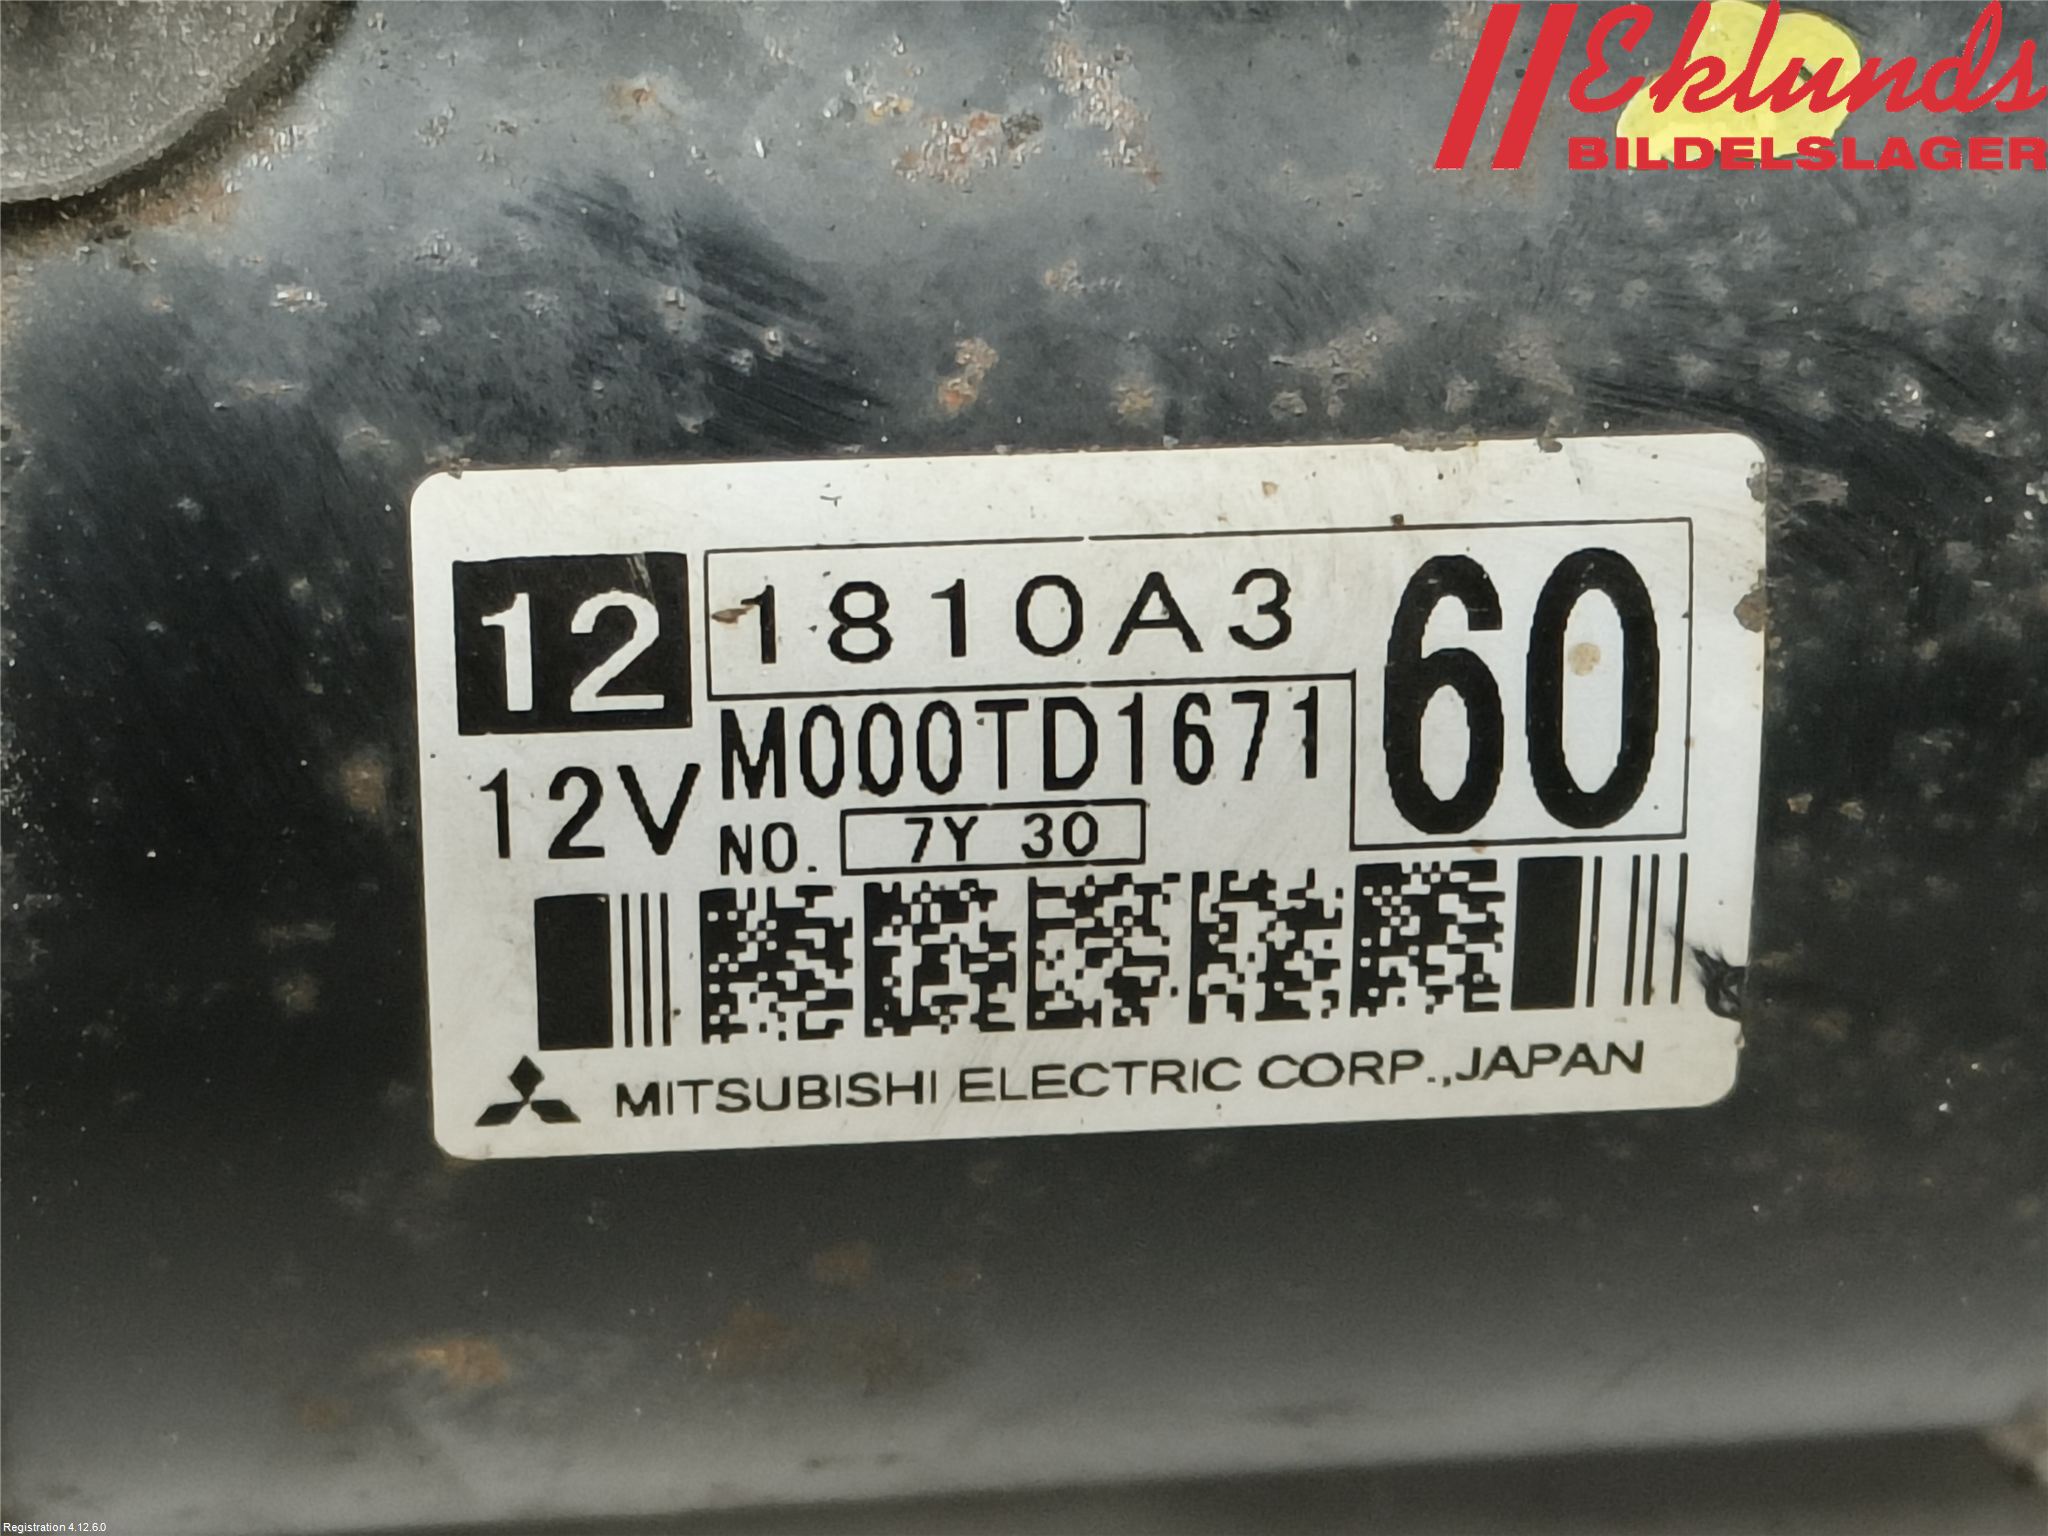 Eklunds
BILDELSLAGER
12 1810A3 60
12V M000TD1671
NO. 7Y 30
MITSUBISHI ELECTRIC CORP.,JAPAN
Registration 4.12.6.0